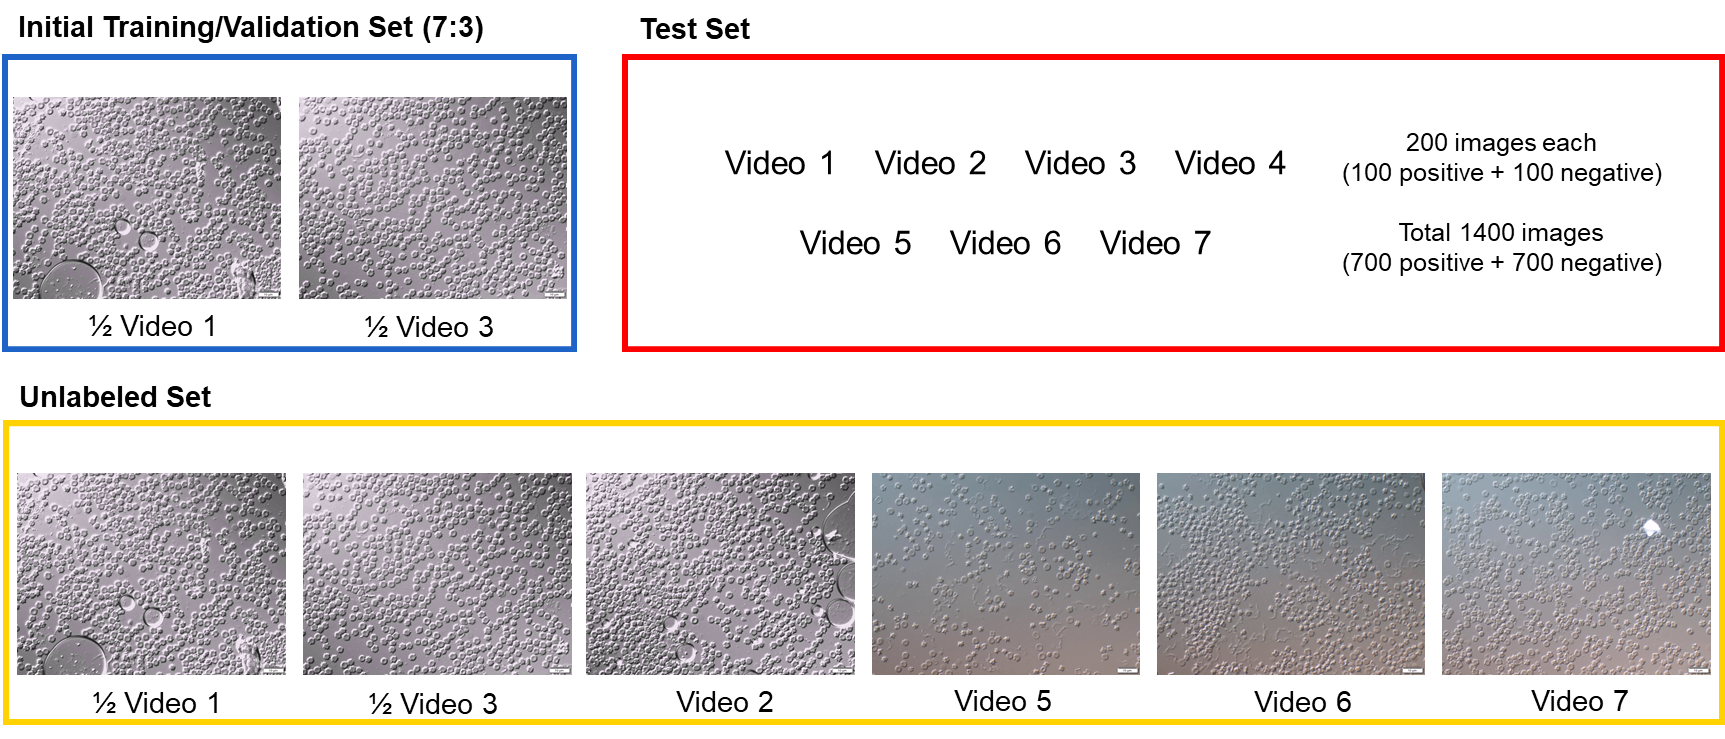 Initial Training/Validation Set (7:3)
½ Video 1
½ Video 3
Test Set
Video 1 Video 2 Video 3 Video 4
Video 5 Video 6 Video 7
200 images each
(100 positive + 100 negative)
Total 1400 images
(700 positive + 700 negative)
Unlabeled Set
½ Video 1
½ Video 3
Video 2
Video 5
Video 6
Video 7